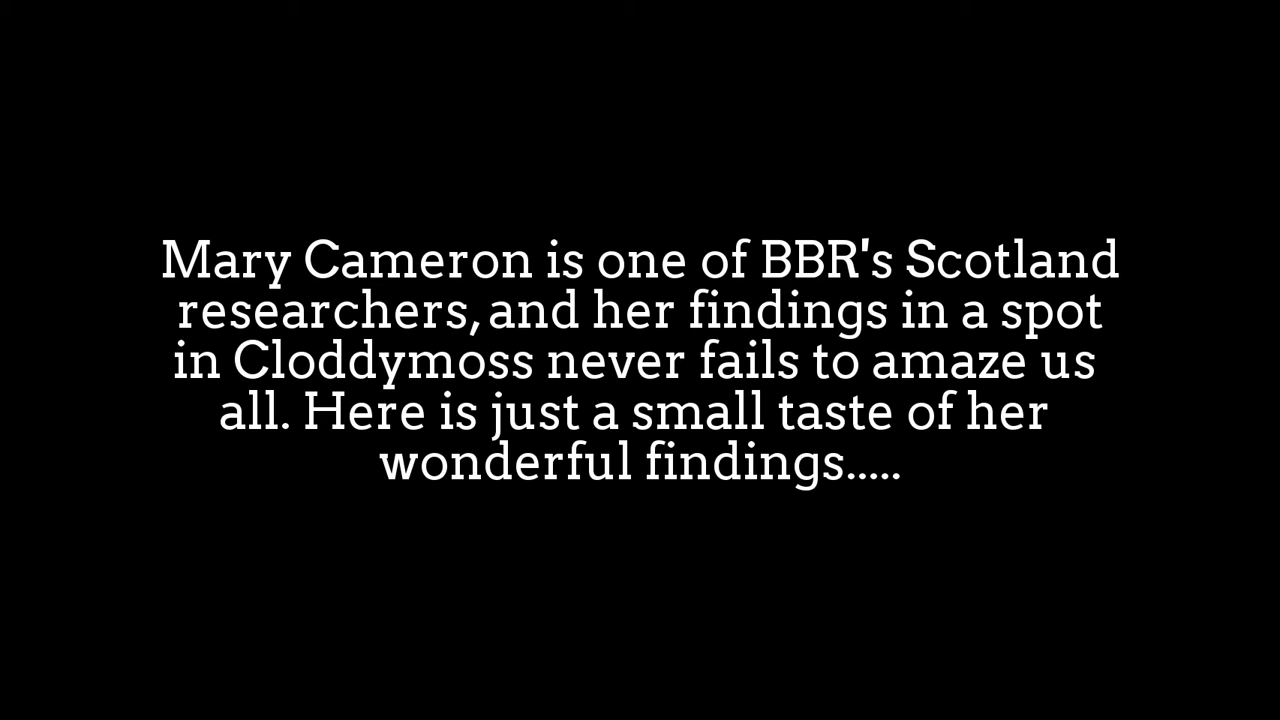 Mary Cameron is one of BBR's Scotland
researchers, and her findings in a spot
in Cloddymoss never fails to amaze us
all. Here is just a small taste of her
wonderful findings.....